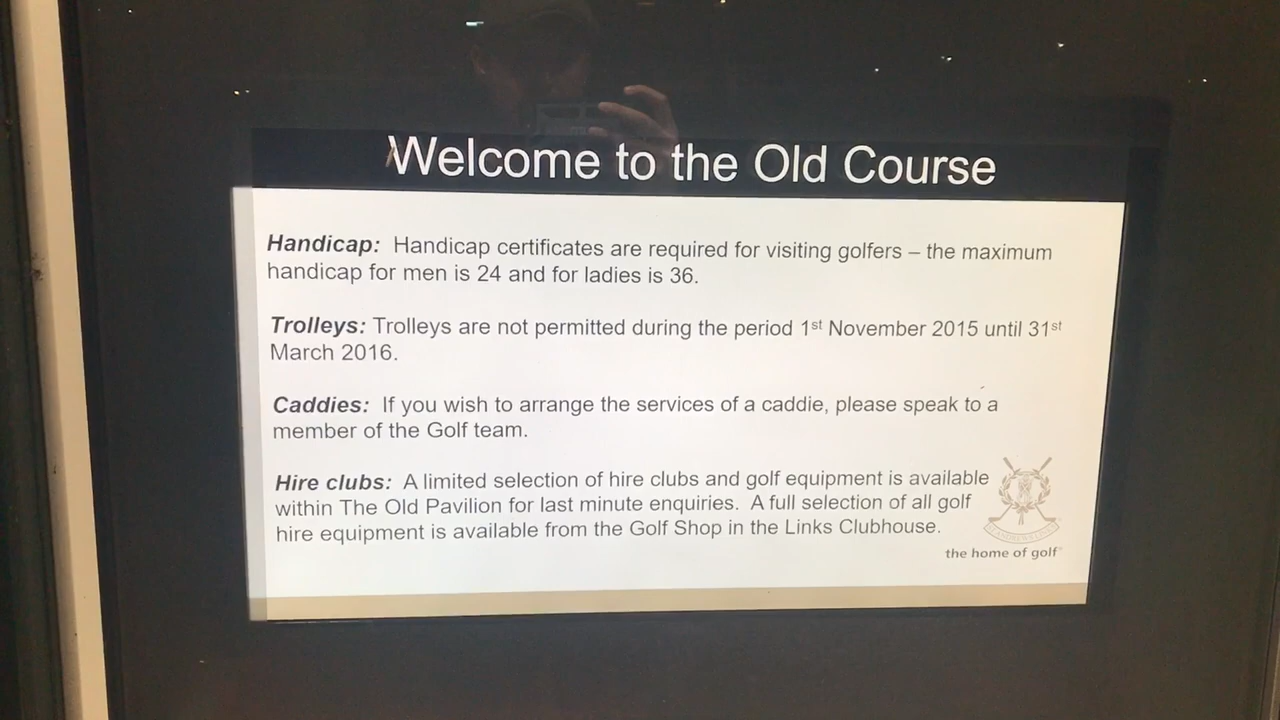 Welcome to the Old Course
Handicap: Handicap certificates are required for visiting golfers – the maximum
handicap for men is 24 and for ladies is 36.
Trolleys: Trolleys are not permitted during the period 1st November 2015 until 31st
March 2016.
Caddies: If you wish to arrange the services of a caddie, please speak to a
member of the Golf team.
Hire clubs: A limited selection of hire clubs and golf equipment is available
within The Old Pavilion for last minute enquiries. A full selection of all golf
hire equipment is available from the Golf Shop in the Links Clubhouse.
ST ANDREWS LINKS
the home of golf